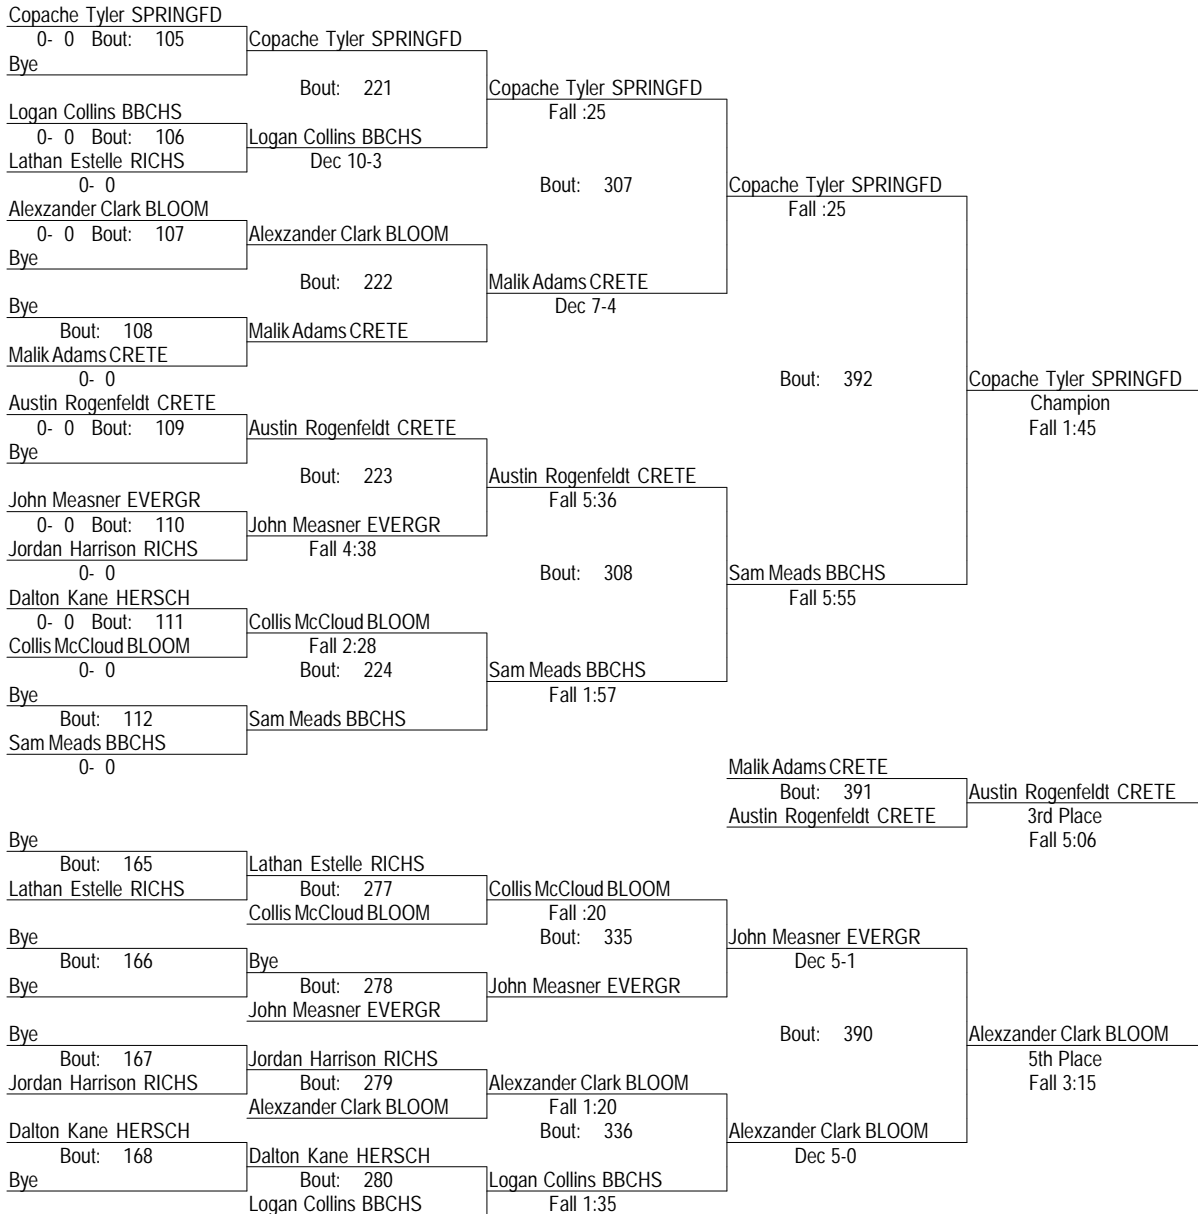 Copache Tyler SPRINGFD
0- 0 Bout: 105
Copache Tyler SPRINGFD
Bye
Bout: 221
Copache Tyler SPRINGFD
Logan Collins BBCHS
Fall :25
0- 0 Bout: 106
Logan Collins BBCHS
Lathan Estelle RICHS
Dec 10-3
0- 0
Bout: 307
Copache Tyler SPRINGFD
Alexzander Clark BLOOM
Fall :25
0- 0 Bout: 107
Alexzander Clark BLOOM
Bye
Bout: 222
Malik Adams CRETE
Bye
Dec 7-4
Bout: 108
Malik Adams CRETE
Malik Adams CRETE
0- 0
Bout: 392
Copache Tyler SPRINGFD
Austin Rogenfeldt CRETE
Champion
0- 0 Bout: 109
Austin Rogenfeldt CRETE
Fall 1:45
Bye
Bout: 223
Austin Rogenfeldt CRETE
John Measner EVERGR
Fall 5:36
0- 0 Bout: 110
John Measner EVERGR
Jordan Harrison RICHS
Fall 4:38
0- 0
Bout: 308
Sam Meads BBCHS
Dalton Kane HERSCH
Fall 5:55
0- 0 Bout: 111
Collis McCloud BLOOM
Collis McCloud BLOOM
Fall 2:28
0- 0
Bout: 224
Sam Meads BBCHS
Bye
Fall 1:57
Bout: 112
Sam Meads BBCHS
Sam Meads BBCHS
0- 0
Malik Adams CRETE
Bout: 391
Austin Rogenfeldt CRETE
Austin Rogenfeldt CRETE
3rd Place
Fall 5:06
Bye
Bout: 165
Lathan Estelle RICHS
Lathan Estelle RICHS
Bout: 277
Collis McCloud BLOOM
Collis McCloud BLOOM
Fall :20
Bye
Bout: 335
John Measner EVERGR
Bout: 166
Bye
Dec 5-1
Bye
Bout: 278
John Measner EVERGR
John Measner EVERGR
Bye
Bout: 390
Alexzander Clark BLOOM
Bout: 167
Jordan Harrison RICHS
5th Place
Jordan Harrison RICHS
Bout: 279
Alexzander Clark BLOOM
Fall 3:15
Alexzander Clark BLOOM
Fall 1:20
Dalton Kane HERSCH
Bout: 336
Alexzander Clark BLOOM
Bout: 168
Dalton Kane HERSCH
Dec 5-0
Bye
Bout: 280
Logan Collins BBCHS
Logan Collins BBCHS
Fall 1:35